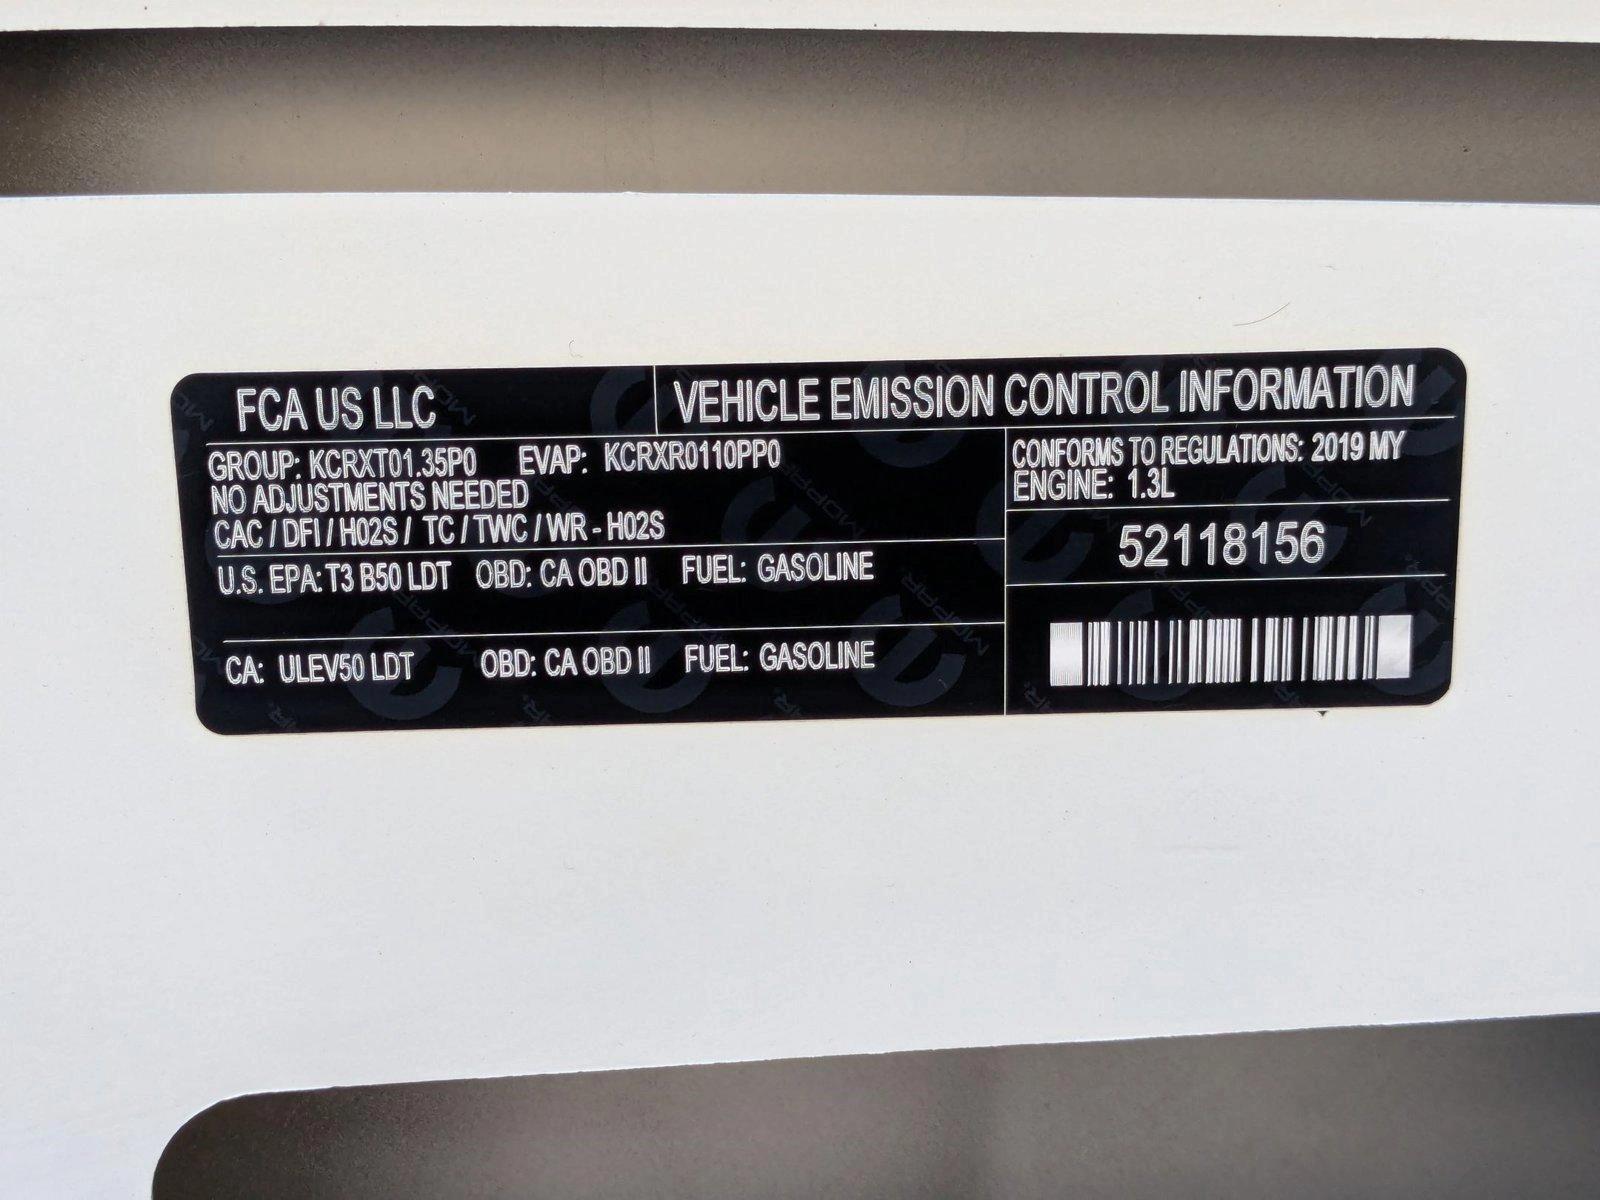 FCA US LLC
VEHICLE EMISSION CONTROL INFORMATION
GROUP: KCRXT01.35P0 EVAP: KCRXR0110PP0
NO ADJUSTMENTS NEEDED
CAC / DFI / H02S / TC / TWC / WR - H02S
U.S. EPA: T3 B50 LDT OBD: CA OBD II FUEL: GASOLINE
CA: ULEV50 LDT OBD: CA OBD II FUEL: GASOLINE
CONFORMS TO REGULATIONS: 2019 MY
ENGINE: 1.3L
52118156